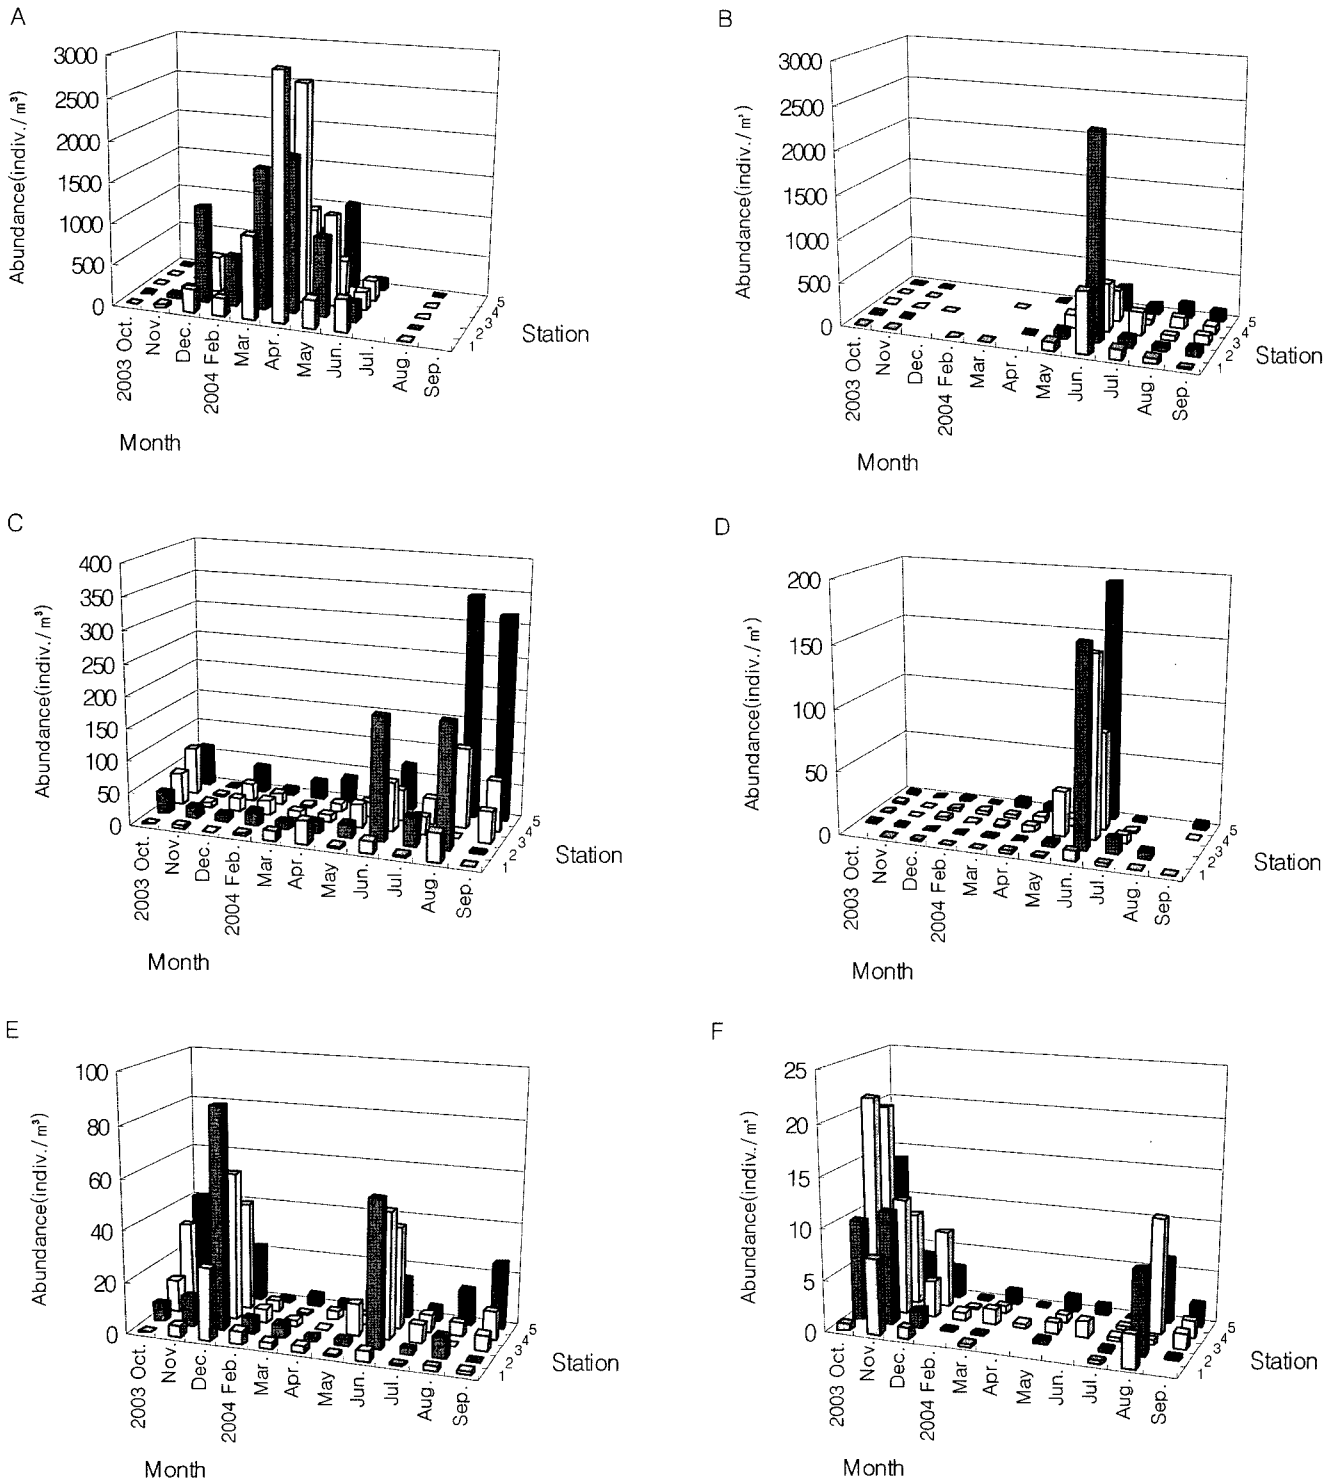 A
Abundance(indiv./m³)
3000
2500
2000
1500
1000
500
0
2003 Oct.
Nov.
Dec.
2004 Feb.
Mar.
Apr.
May
Jun.
Jul.
Aug.
Sep.
1 2 3 4 5
Station
Month
B
Abundance(indiv./m³)
3000
2500
2000
1500
1000
500
0
2003 Oct.
Nov.
Dec.
2004 Feb.
Mar.
Apr.
May
Jun.
Jul.
Aug.
Sep.
1 2 3 4 5
Station
Month
C
Abundance(indiv./m³)
400
350
300
250
200
150
100
50
0
2003 Oct.
Nov.
Dec.
2004 Feb.
Mar.
Apr.
May
Jun.
Jul.
Aug.
Sep.
1 2 3 4 5
Station
Month
D
Abundance(indiv./m³)
200
150
100
50
0
2003 Oct.
Nov.
Dec.
2004 Feb.
Mar.
Apr.
May
Jun.
Jul.
Aug.
Sep.
1 2 3 4 5
Station
Month
E
Abundance(indiv./m³)
100
80
60
40
20
0
2003 Oct.
Nov.
Dec.
2004 Feb.
Mar.
Apr.
May
Jun.
Jul.
Aug.
Sep.
1 2 3 4 5
Station
Month
F
Abundance(indiv./m³)
25
20
15
10
5
0
2003 Oct.
Nov.
Dec.
2004 Feb.
Mar.
Apr.
May
Jun.
Jul.
Aug.
Sep.
1 2 3 4 5
Station
Month